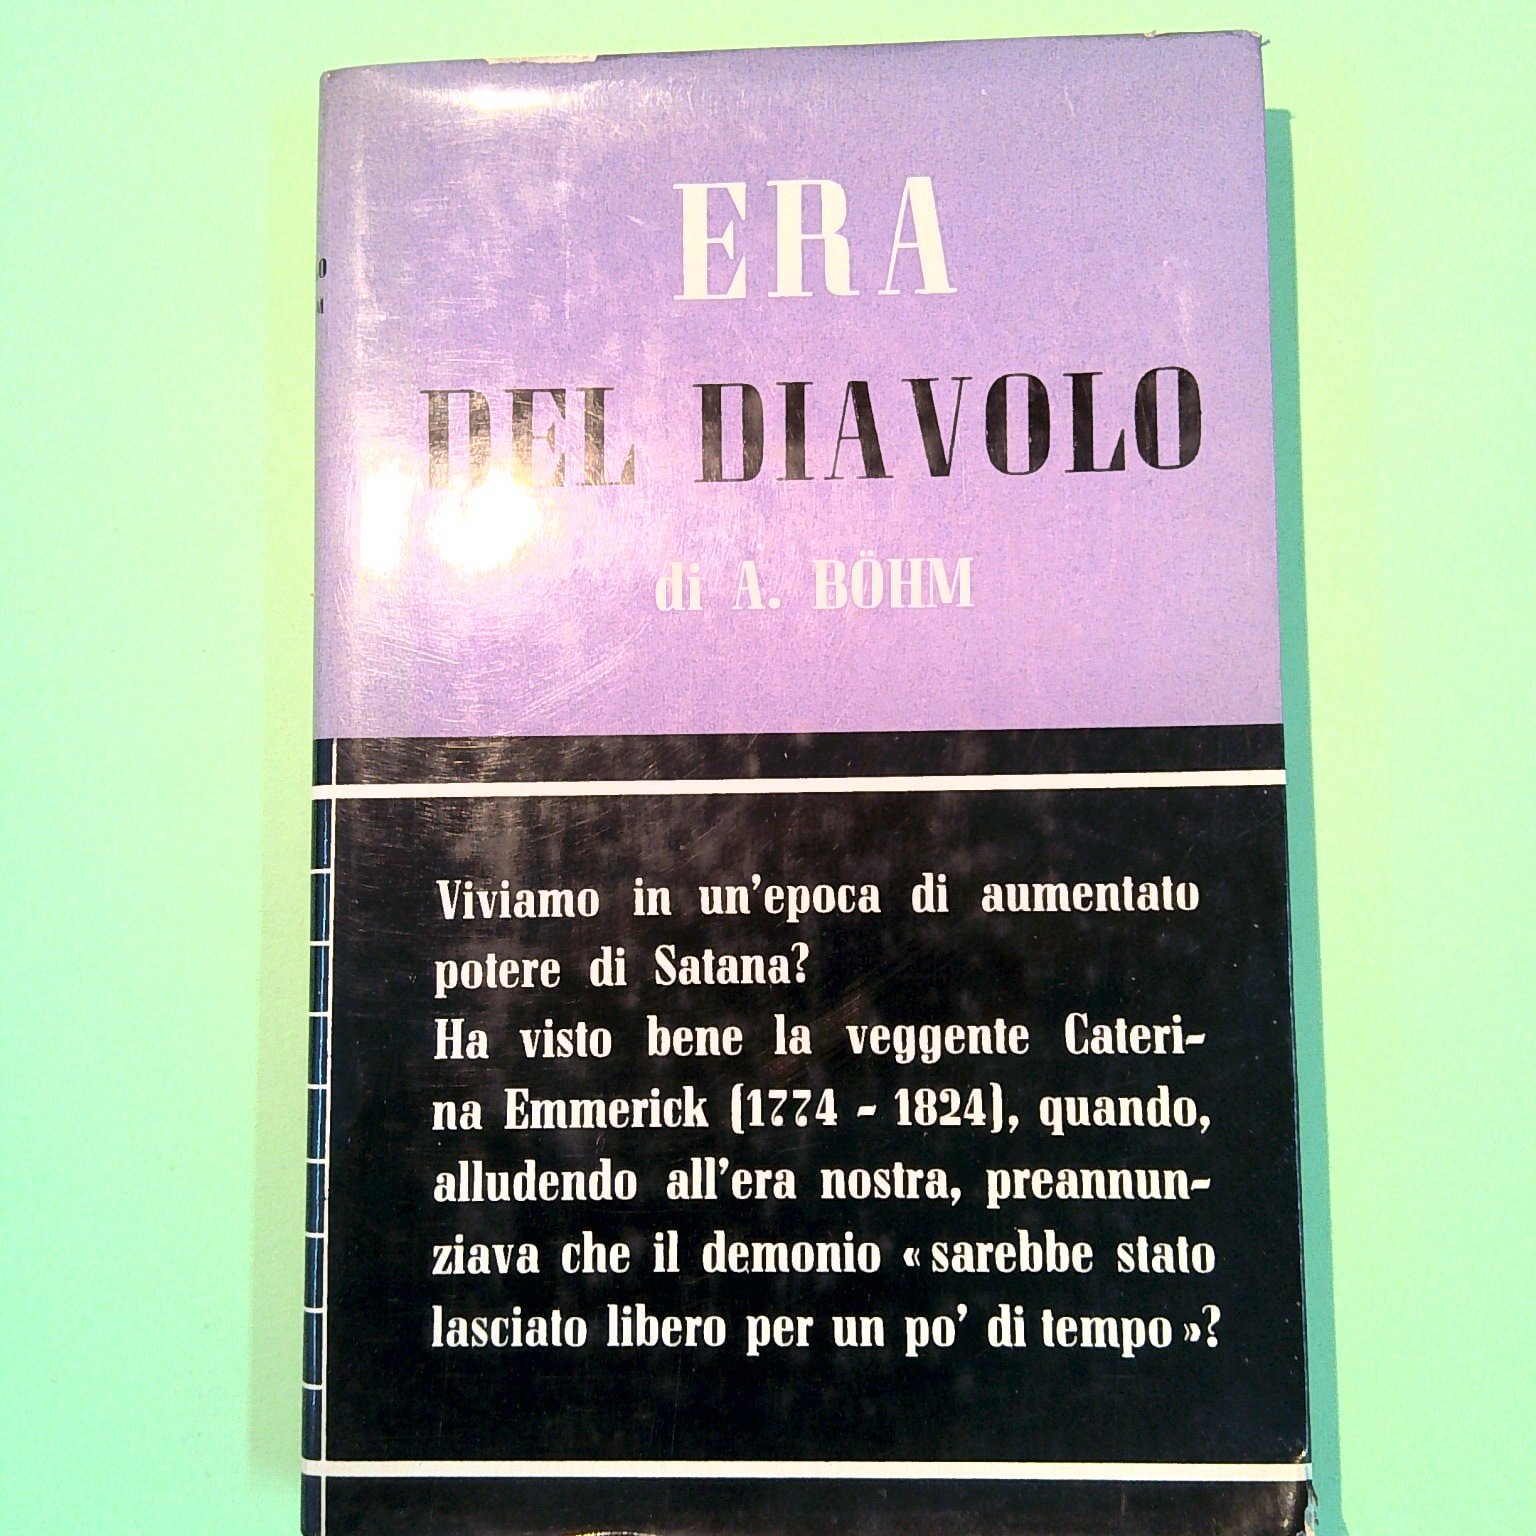 ERA
DEL DIAVOLO
di A. BÖHM
Viviamo in un'epoca di aumentato
potere di Satana?
Ha visto bene la veggente Cateri-
na Emmerick (1774 - 1824), quando,
alludendo all'era nostra, preannun-
ziava che il demonio « sarebbe stato
lasciato libero per un po' di tempo »?